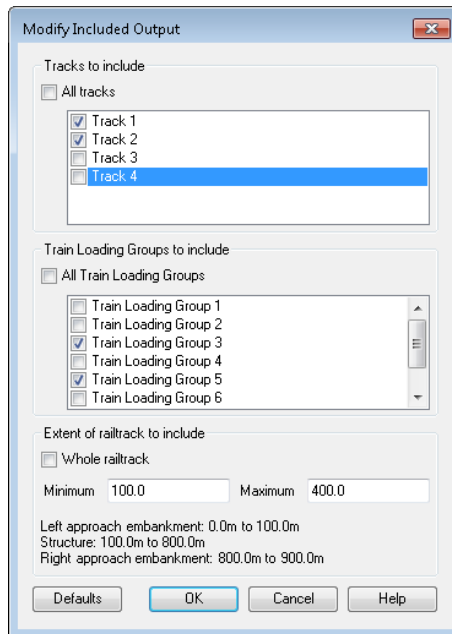 Modify Included Output
Tracks to include
All tracks
Track 1
Track 2
Track 3
Track 4
Train Loading Groups to include
All Train Loading Groups
Train Loading Group 1
Train Loading Group 2
Train Loading Group 3
Train Loading Group 4
Train Loading Group 5
Train Loading Group 6
Extent of railtrack to include
Whole railtrack
Minimum 100.0 Maximum 400.0
Left approach embankment: 0.0m to 100.0m
Structure: 100.0m to 800.0m
Right approach embankment: 800.0m to 900.0m
Defaults OK Cancel Help